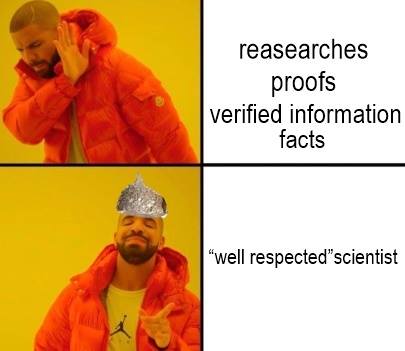 reasearches
proofs
verified information
facts
“well respected”scientist